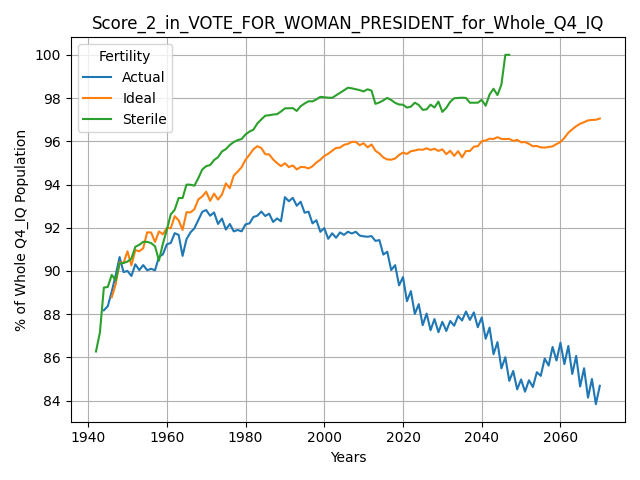 Score_2_in_VOTE_FOR_WOMAN_PRESIDENT_for_Whole_Q4_IQ
Fertility
Actual
Ideal
Sterile
% of Whole Q4_IQ Population
100
98
96
94
92
90
88
86
84
1940 1960 1980 2000 2020 2040 2060
Years